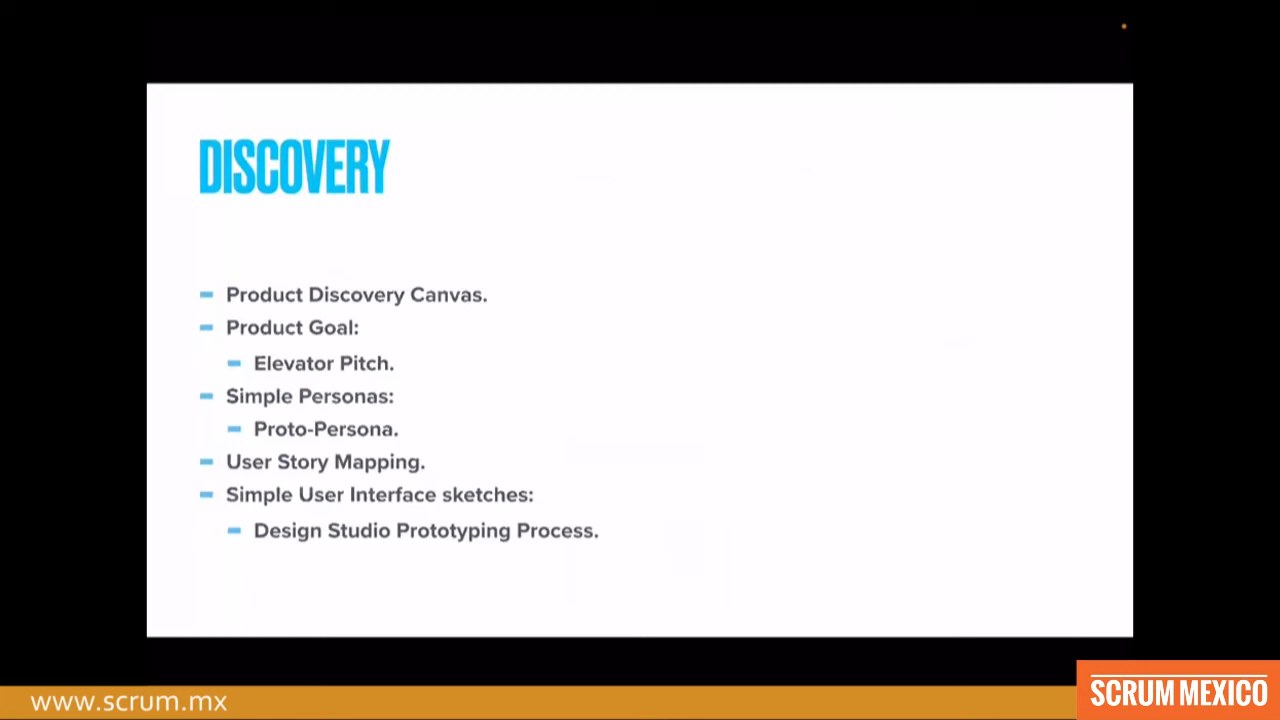 DISCOVERY
Product Discovery Canvas.
Product Goal:
Elevator Pitch.
Simple Personas:
Proto-Persona.
User Story Mapping.
Simple User Interface sketches:
Design Studio Prototyping Process.
www.scrum.mx
SCRUM MEXICO